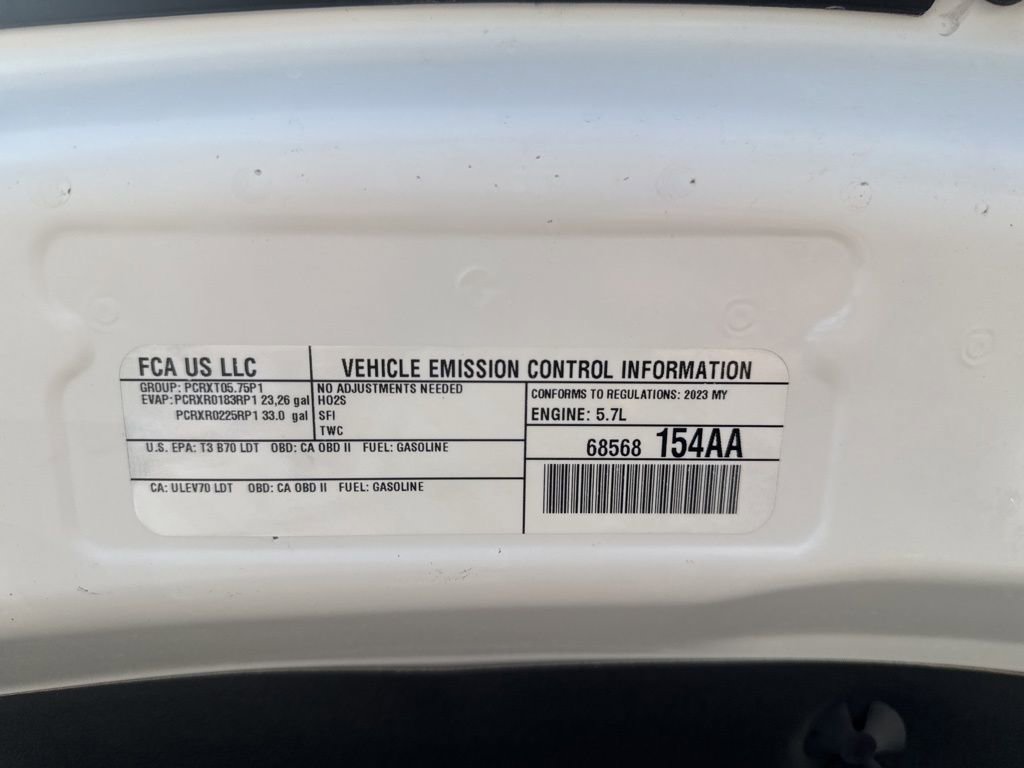 FCA US LLC
VEHICLE EMISSION CONTROL INFORMATION
GROUP: PCRXT05.75P1
EVAP: PCRXR0183RP1 23,26 gal
PCRXR0225RP1 33.0 gal
NO ADJUSTMENTS NEEDED
HO2S
SFI
TWC
CONFORMS TO REGULATIONS: 2023 MY
ENGINE: 5.7L
U.S. EPA: T3 B70 LDT OBD: CA OBD II FUEL: GASOLINE
68568 154AA
CA: ULEV70 LDT OBD: CA OBD II FUEL: GASOLINE